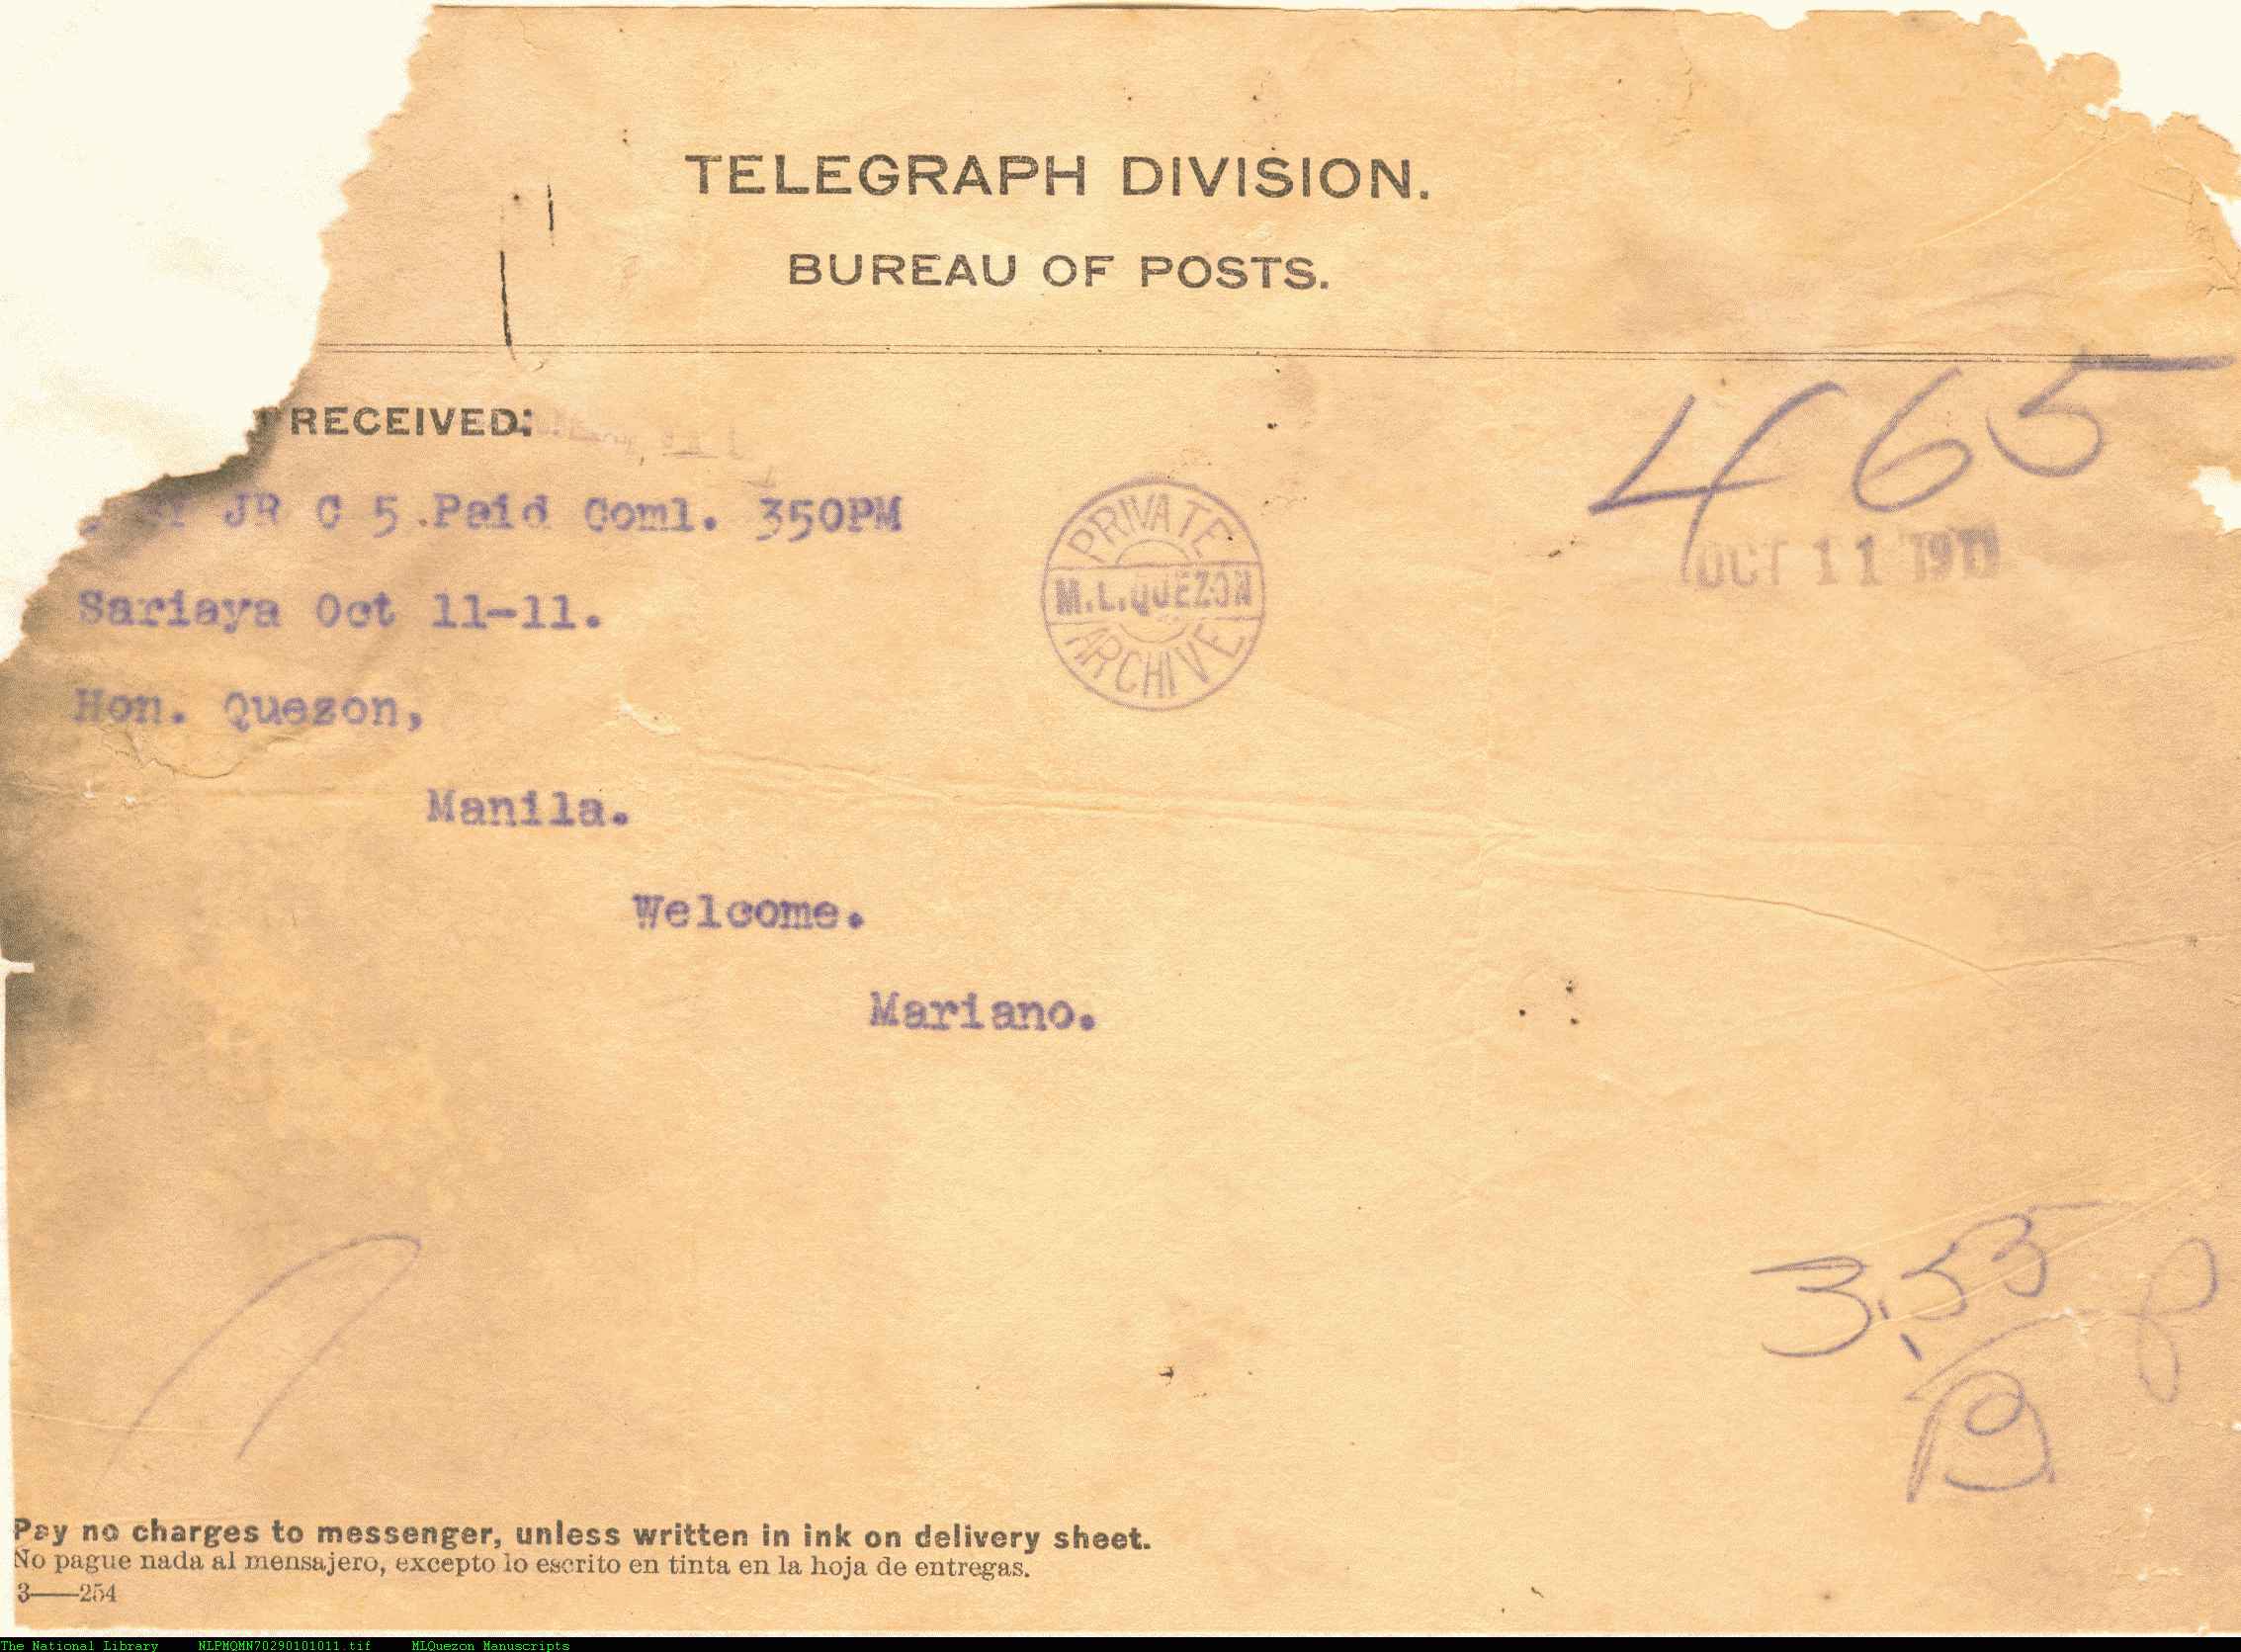 TELEGRAPH DIVISION.
BUREAU OF POSTS.
RECEIVED:
465
JR C 5 Paid Coml. 350PM
PRIVATE
M.L.QUEZON
ARCHIVE
OCT 11 1911
Sariaya Oct 11-11.
Hon. Quezon,
Manila.
Welcome.
Mariano.
3.55 P
Pay no charges to messenger, unless written in ink on delivery sheet.
No pague nada al mensajero, excepto lo escrito en tinta en la hoja de entregas.
3——254
The National Library NLPMQMN70290101011.tif MLQuezon Manuscripts